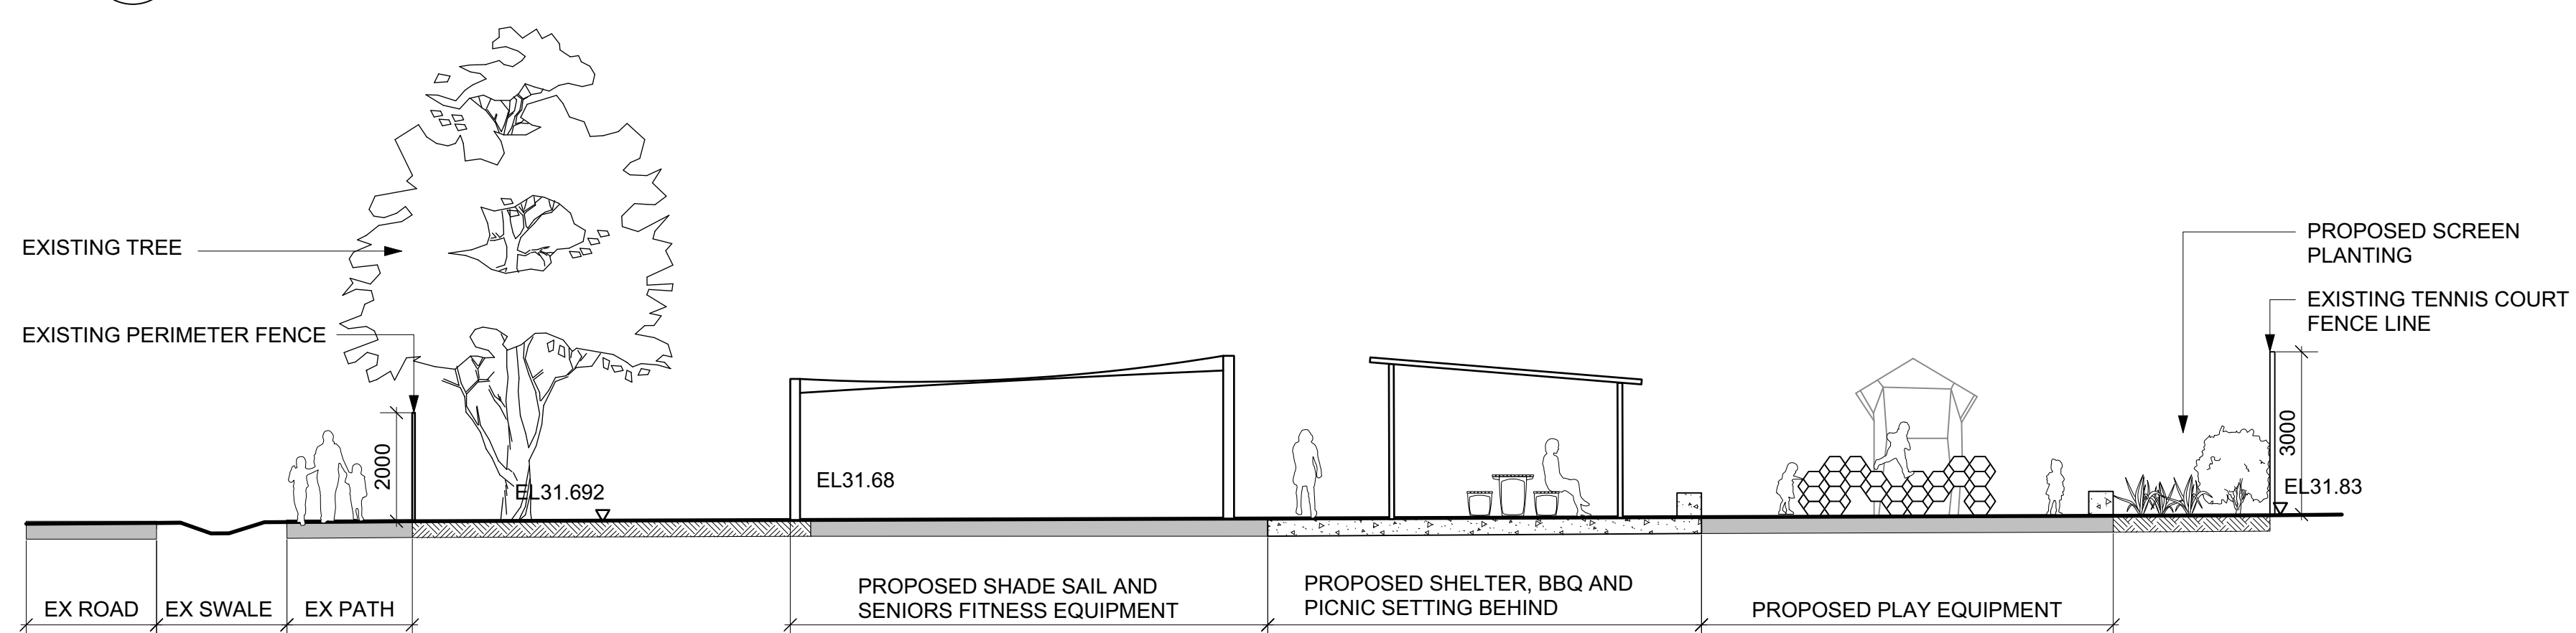 EXISTING TREE
EXISTING PERIMETER FENCE
2000
EL31.692
EL31.68
PROPOSED SCREEN
PLANTING
EXISTING TENNIS COURT
FENCE LINE
3000
EL31.83
EX ROAD
EX SWALE
EX PATH
PROPOSED SHADE SAIL AND
SENIORS FITNESS EQUIPMENT
PROPOSED SHELTER, BBQ AND
PICNIC SETTING BEHIND
PROPOSED PLAY EQUIPMENT